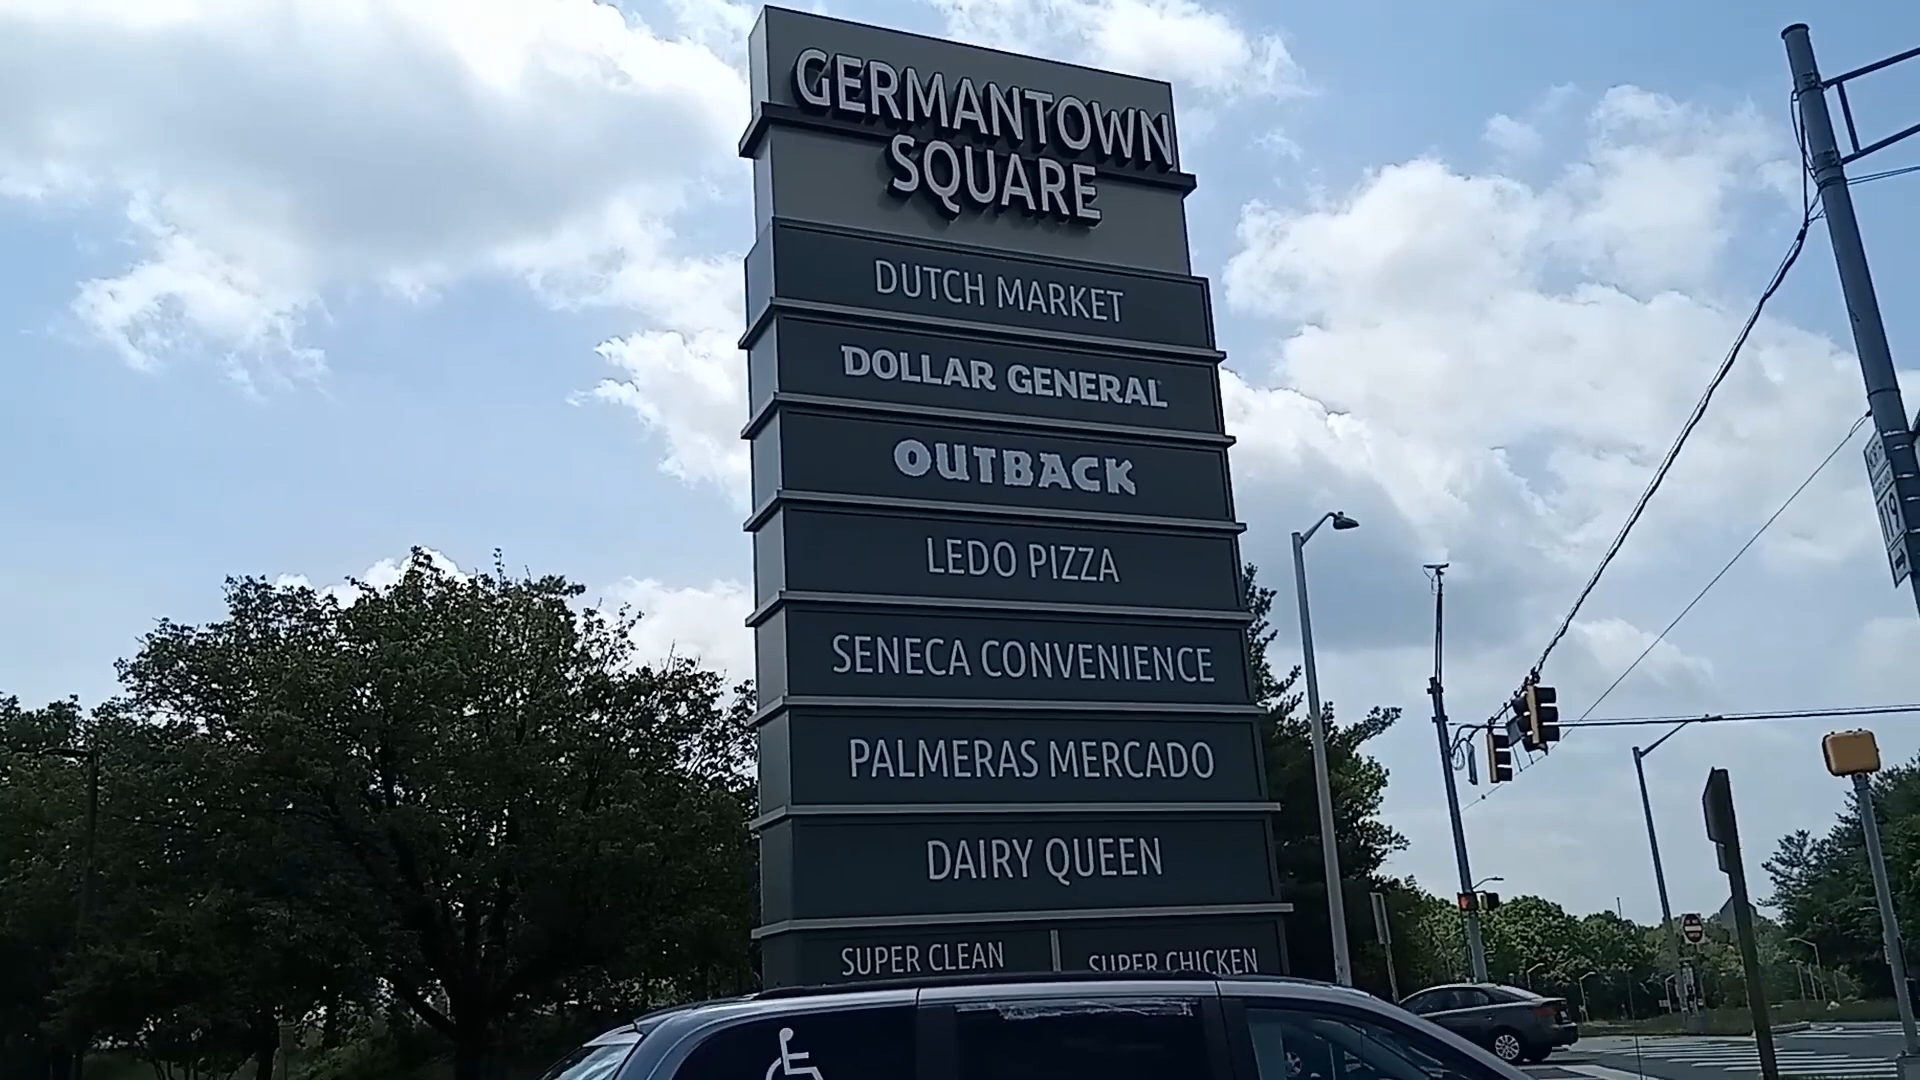 GERMANTOWN
SQUARE
DUTCH MARKET
DOLLAR GENERAL
OUTBACK
LEDO PIZZA
SENECA CONVENIENCE
PALMERAS MERCADO
DAIRY QUEEN
SUPER CLEAN
SUPER CHICKEN
119